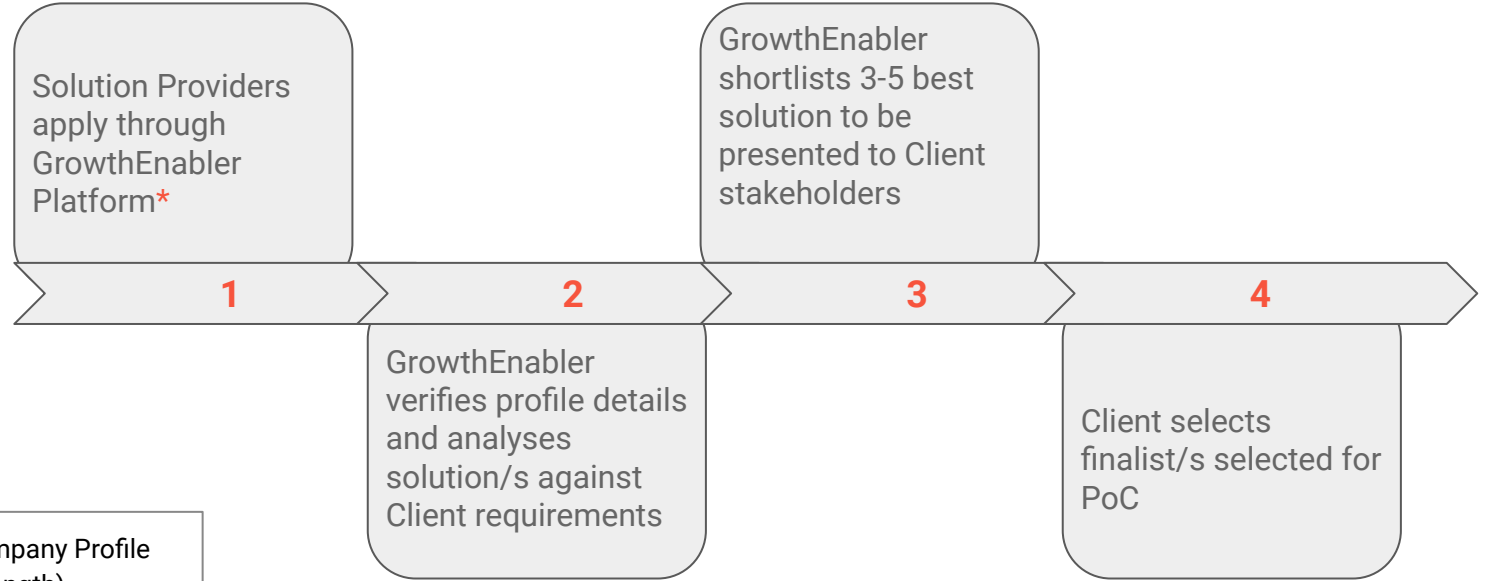 Solution Providers
apply through
GrowthEnabler
Platform*
GrowthEnabler
shortlists 3-5 best
solution to be
presented to Client
stakeholders
1
2
3
4
GrowthEnabler
verifies profile details
and analyses
solution/s against
Client requirements
Client selects
finalist/s selected for
PoC
Profile